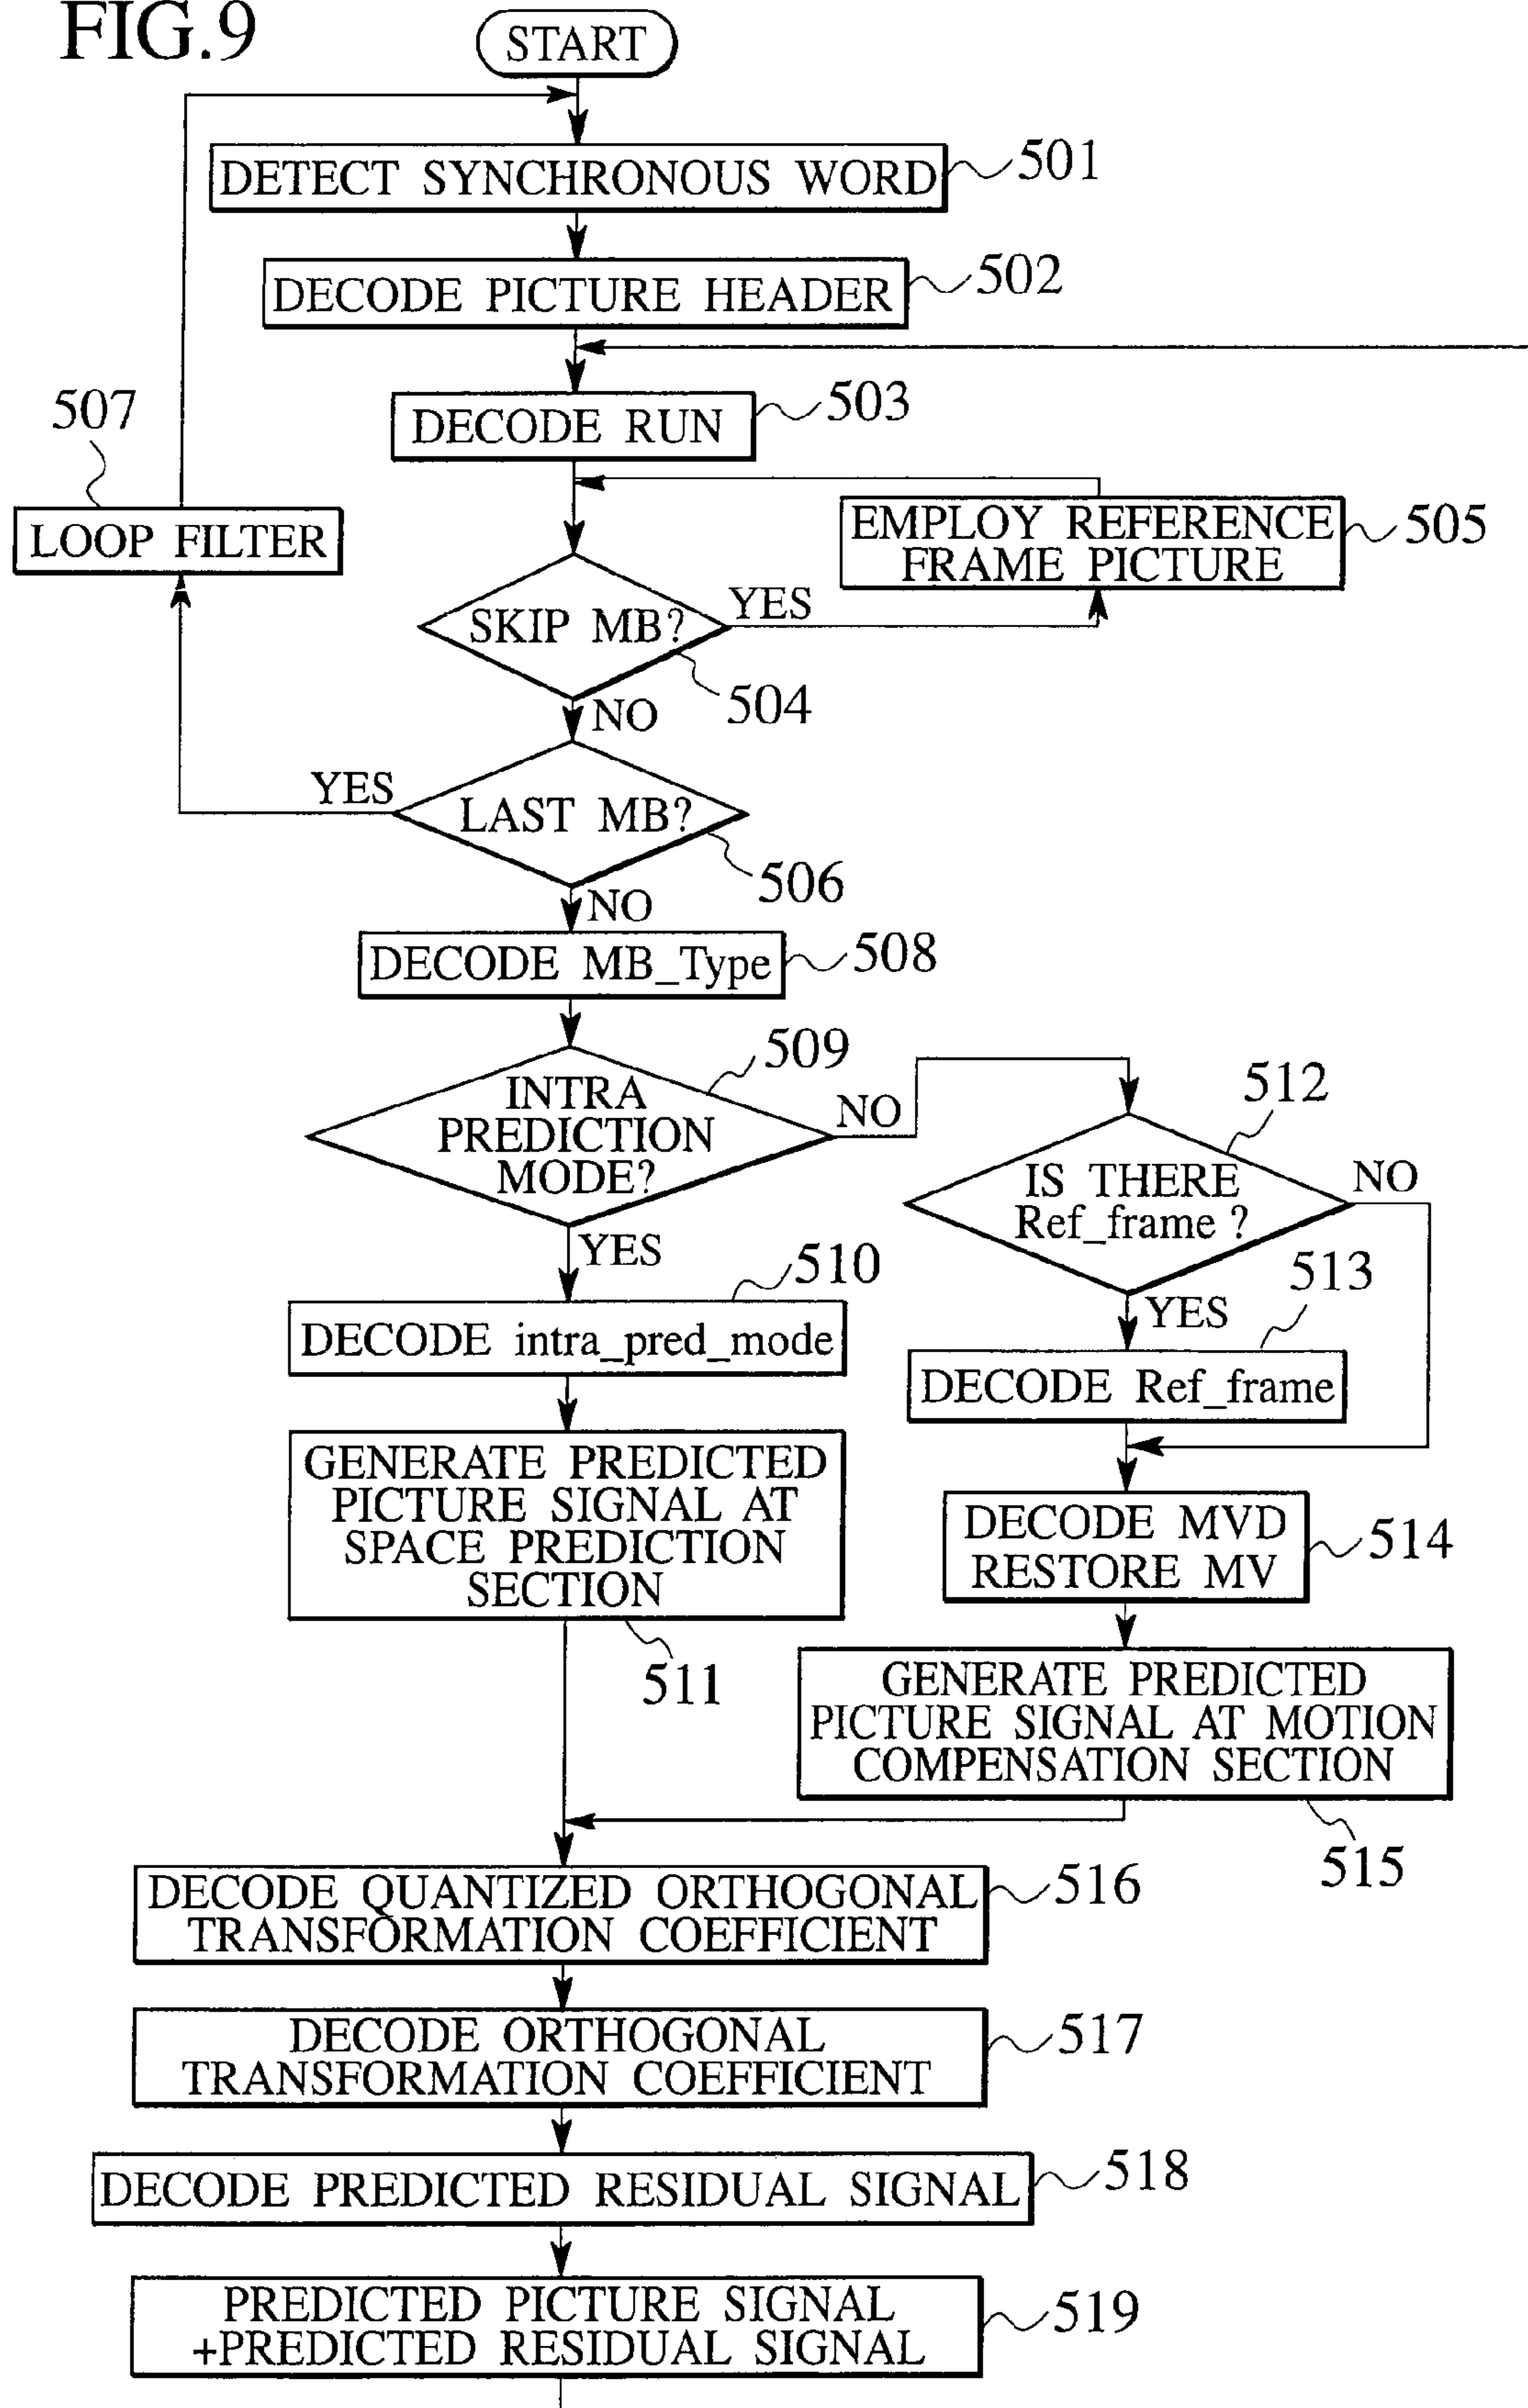 FIG.9
START
DETECT SYNCHRONOUS WORD
501
DECODE PICTURE HEADER
502
DECODE RUN
503
507
LOOP FILTER
EMPLOY REFERENCE
FRAME PICTURE
505
SKIP MB?
YES
504
NO
YES
LAST MB?
506
NO
DECODE MB_Type
508
509
INTRA
PREDICTION
MODE?
NO
512
IS THERE
Ref_frame ?
NO
YES
510
513
YES
DECODE intra_pred_mode
DECODE Ref_frame
GENERATE PREDICTED
PICTURE SIGNAL AT
SPACE PREDICTION
SECTION
511
DECODE MVD
RESTORE MV
514
GENERATE PREDICTED
PICTURE SIGNAL AT MOTION
COMPENSATION SECTION
515
DECODE QUANTIZED ORTHOGONAL
TRANSFORMATION COEFFICIENT
516
DECODE ORTHOGONAL
TRANSFORMATION COEFFICIENT
517
DECODE PREDICTED RESIDUAL SIGNAL
518
PREDICTED PICTURE SIGNAL
+PREDICTED RESIDUAL SIGNAL
519